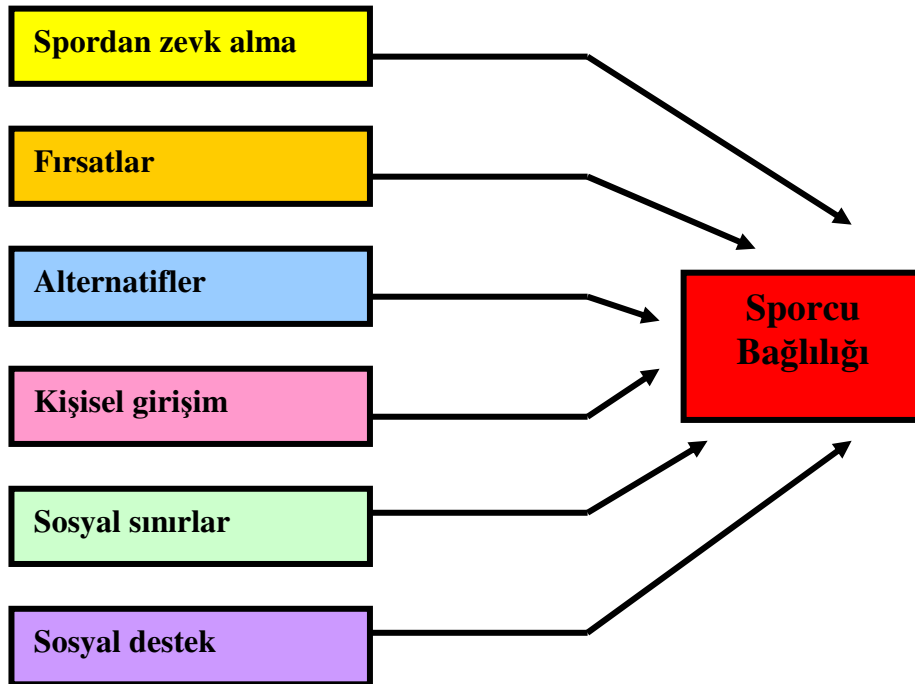 Spordan zevk alma
Fırsatlar
Alternatifler
Kişisel girişim
Sosyal sınırlar
Sosyal destek
Sporcu
Bağlılığı